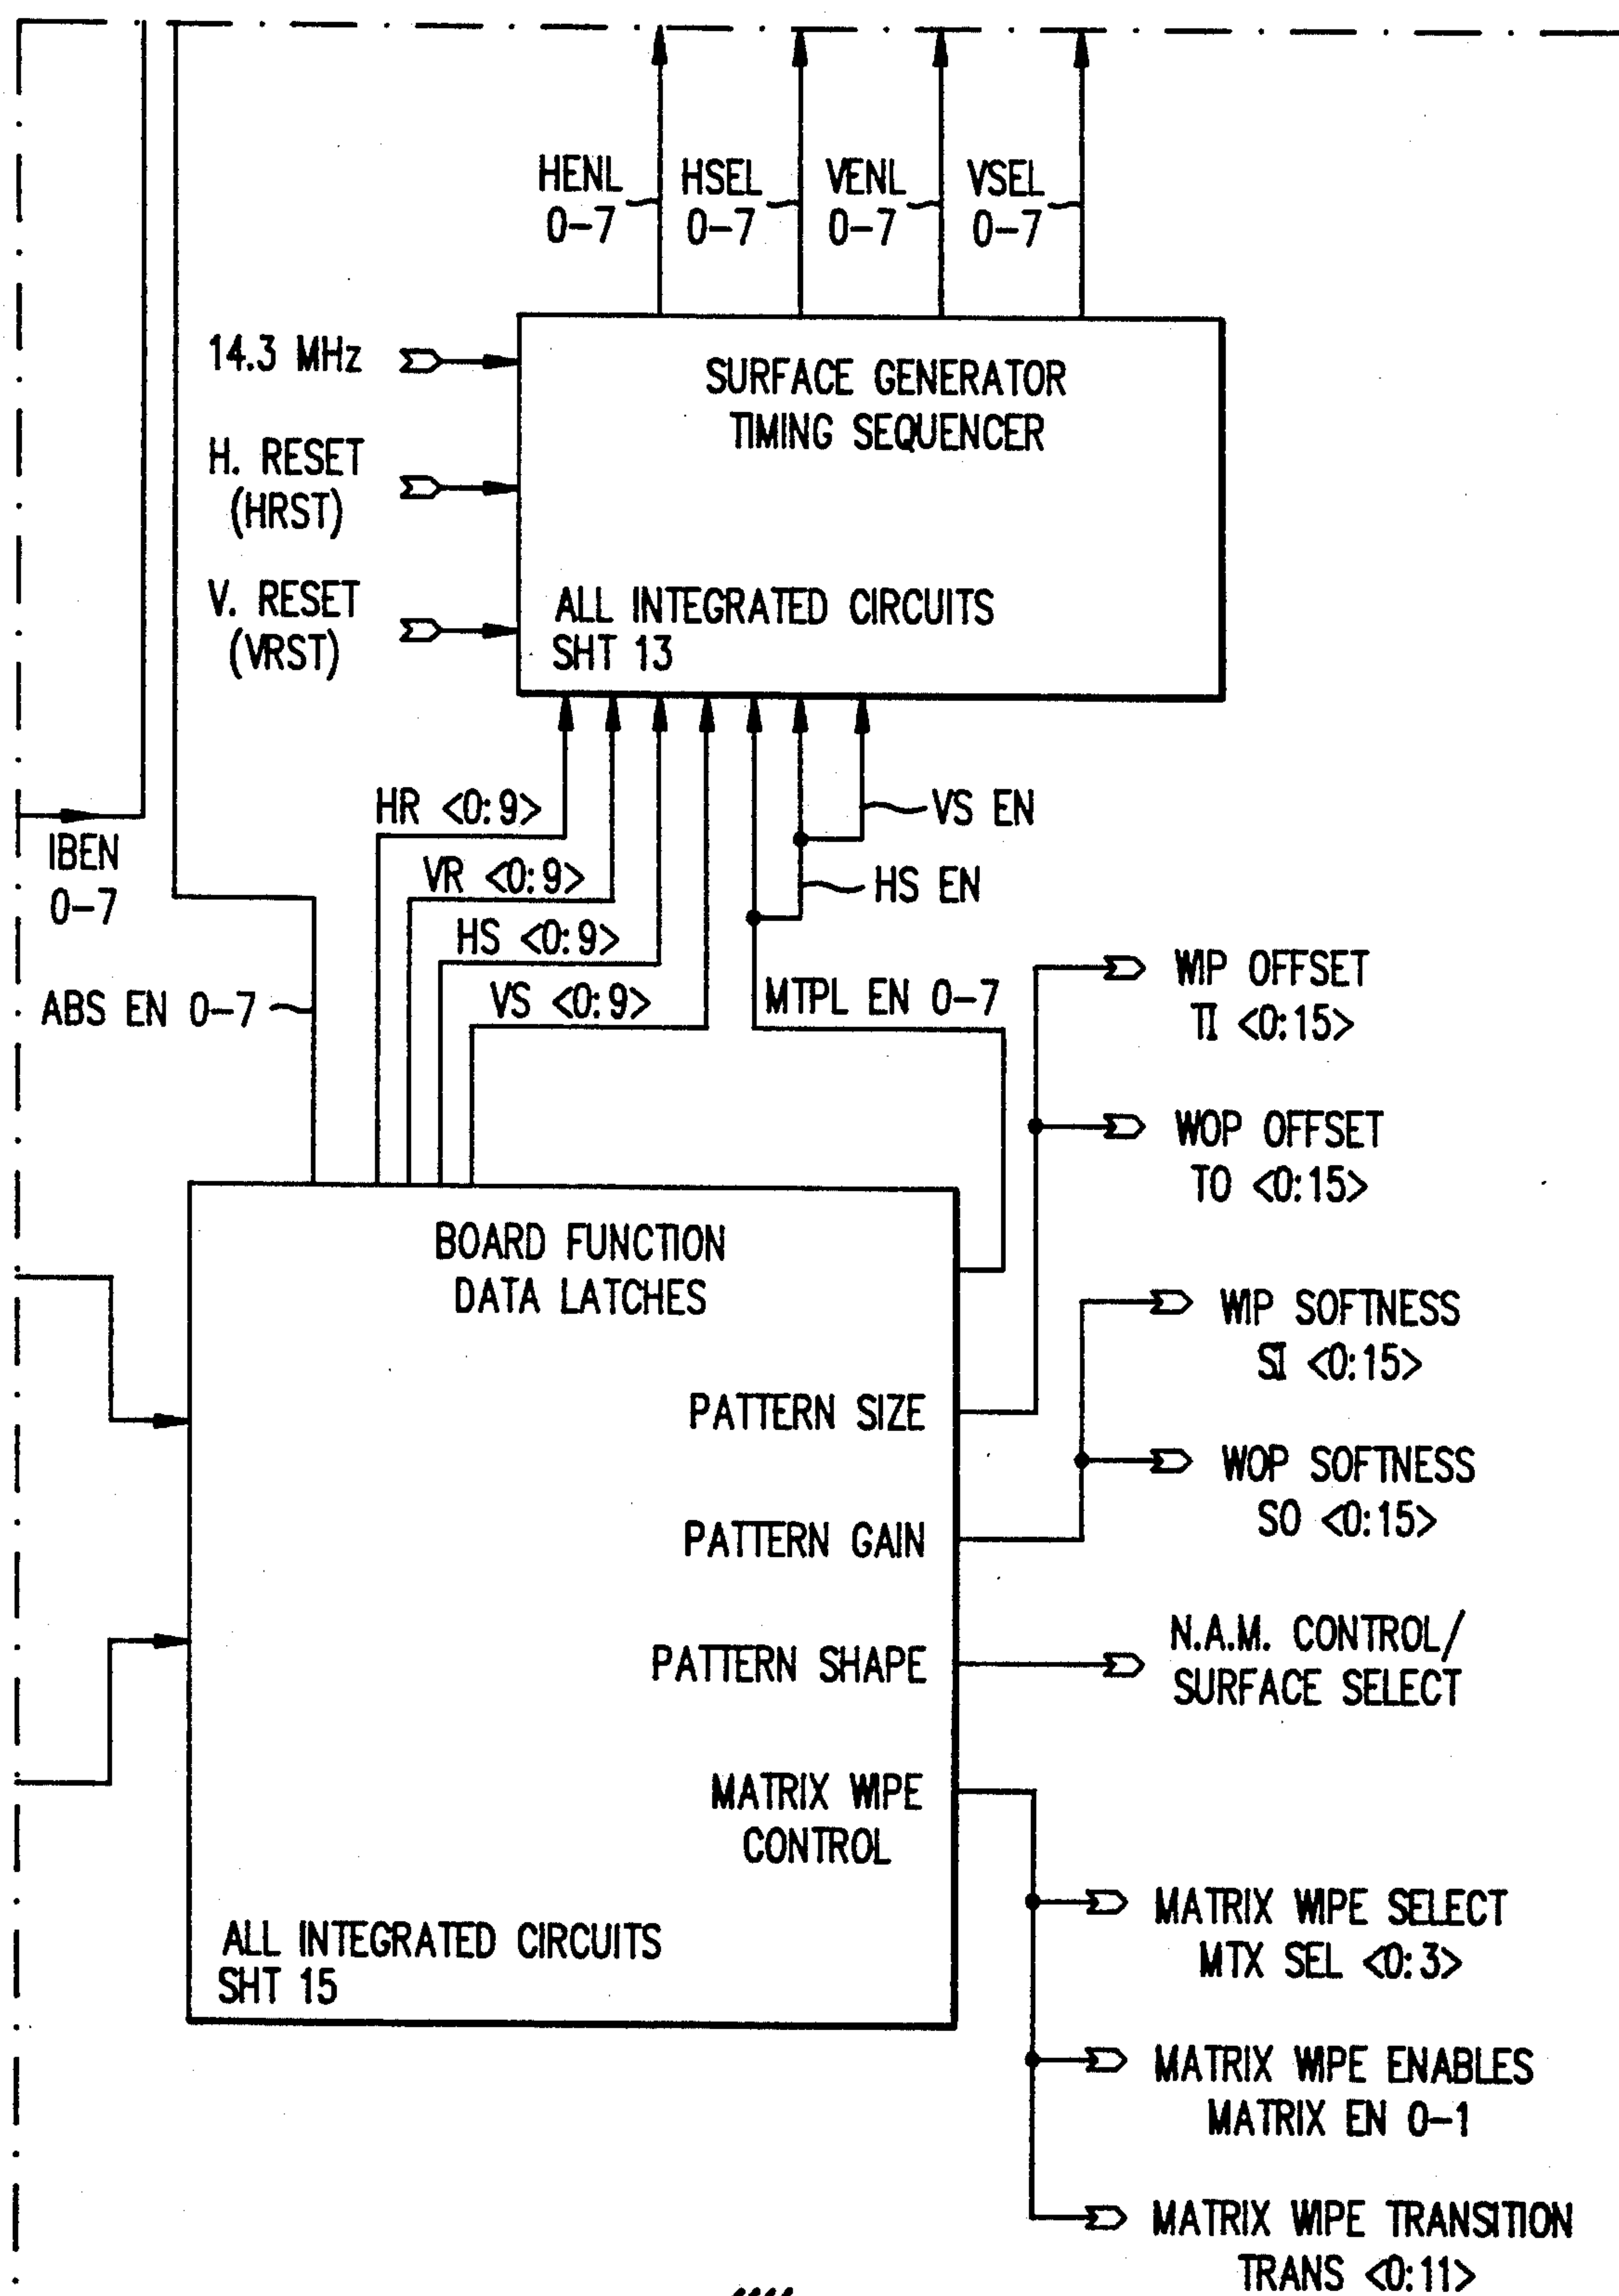 HENL
0-7
HSEL
0-7
VENL
0-7
VSEL
0-7
14.3 MHz
H. RESET
(HRST)
V. RESET
(VRST)
SURFACE GENERATOR
TIMING SEQUENCER
ALL INTEGRATED CIRCUITS
SHT 13
IBEN
0-7
ABS EN 0-7
HR <0:9>
VR <0:9>
HS <0:9>
VS <0:9>
VS EN
HS EN
MTPL EN 0-7
BOARD FUNCTION
DATA LATCHES
PATTERN SIZE
PATTERN GAIN
PATTERN SHAPE
MATRIX WIPE
CONTROL
ALL INTEGRATED CIRCUITS
SHT 15
WIP OFFSET
TI <0:15>
WOP OFFSET
TO <0:15>
WIP SOFTNESS
SI <0:15>
WOP SOFTNESS
SO <0:15>
N.A.M. CONTROL/
SURFACE SELECT
MATRIX WIPE SELECT
MTX SEL <0:3>
MATRIX WIPE ENABLES
MATRIX EN 0-1
MATRIX WIPE TRANSITION
TRANS <0:11>